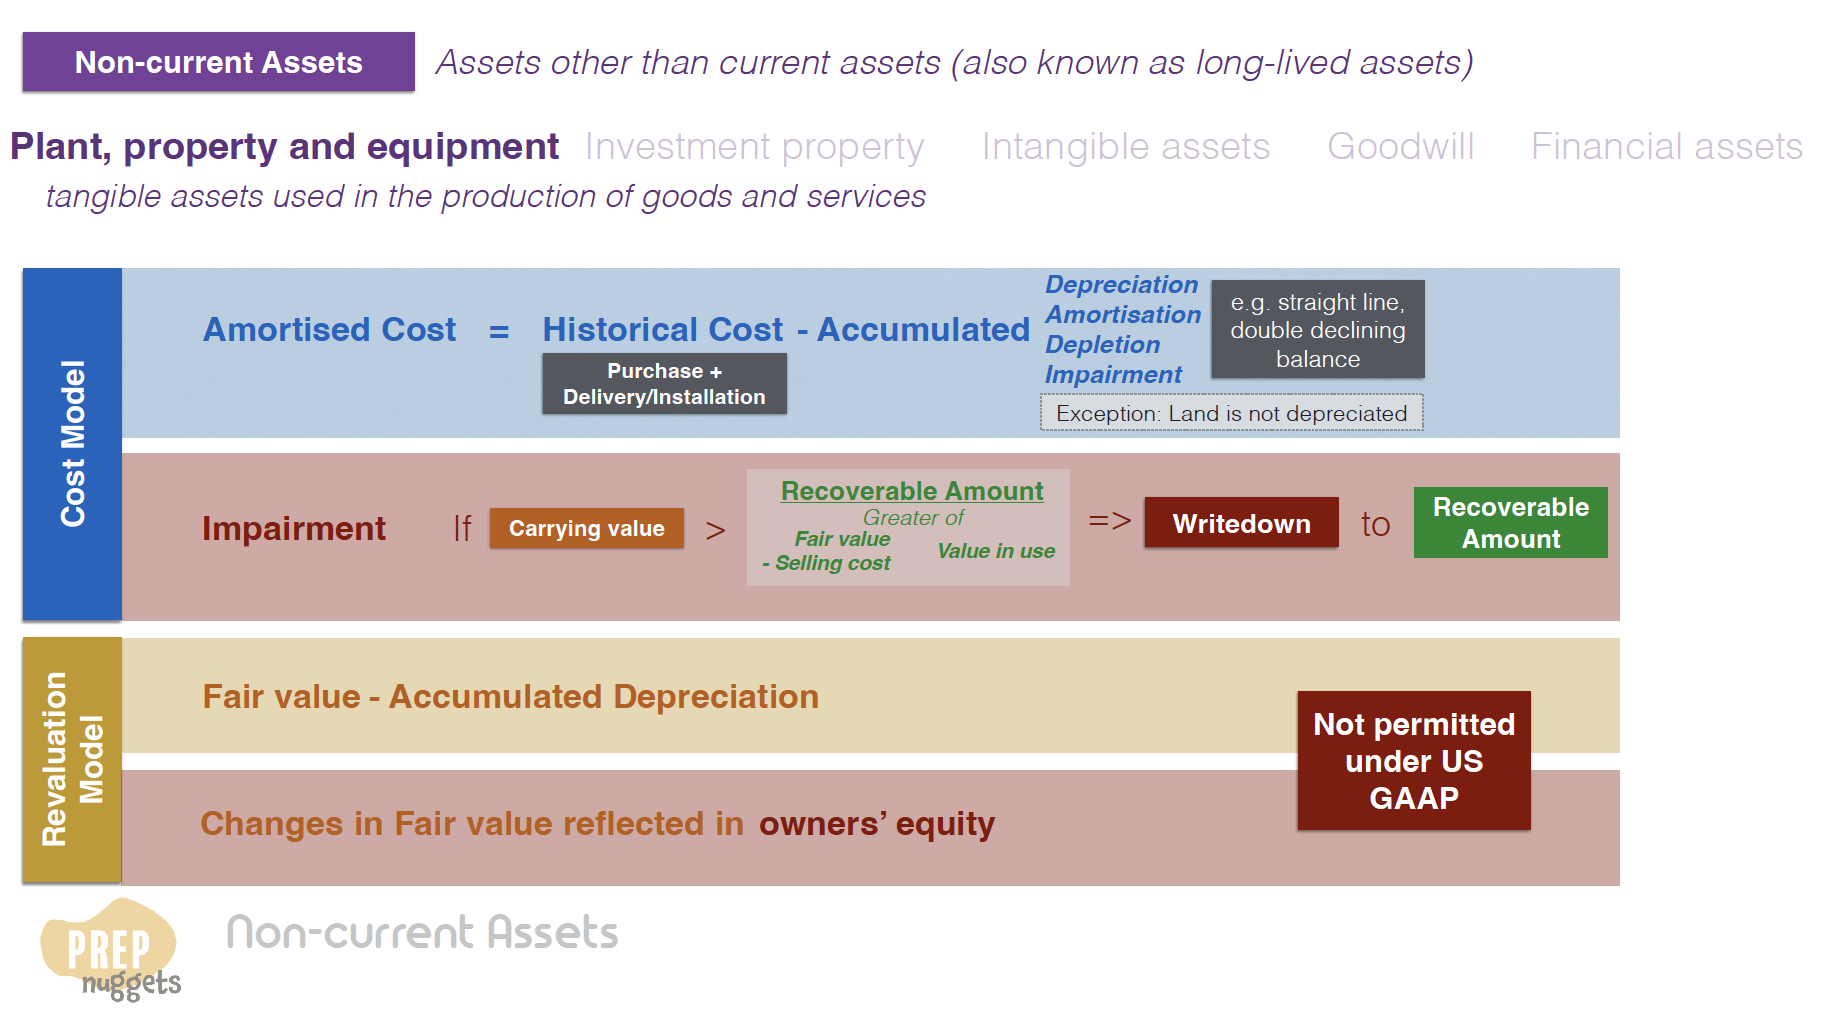 Non-current Assets
Assets other than current assets (also known as long-lived assets)
Plant, property and equipment
Investment property
Intangible assets
Goodwill
Financial assets
tangible assets used in the production of goods and services
Cost Model
Amortised Cost = Historical Cost - Accumulated
Purchase +
Delivery/Installation
Depreciation
Amortisation
Depletion
Impairment
e.g. straight line,
double declining
balance
Exception: Land is not depreciated
Impairment
If
Carrying value
>
Recoverable Amount
Greater of
Fair value
- Selling cost
Value in use
=>
Writedown
to
Recoverable
Amount
Revaluation
Model
Fair value - Accumulated Depreciation
Changes in Fair value reflected in owners’ equity
Not permitted
under US
GAAP
PREP
nuggets
Non-current Assets